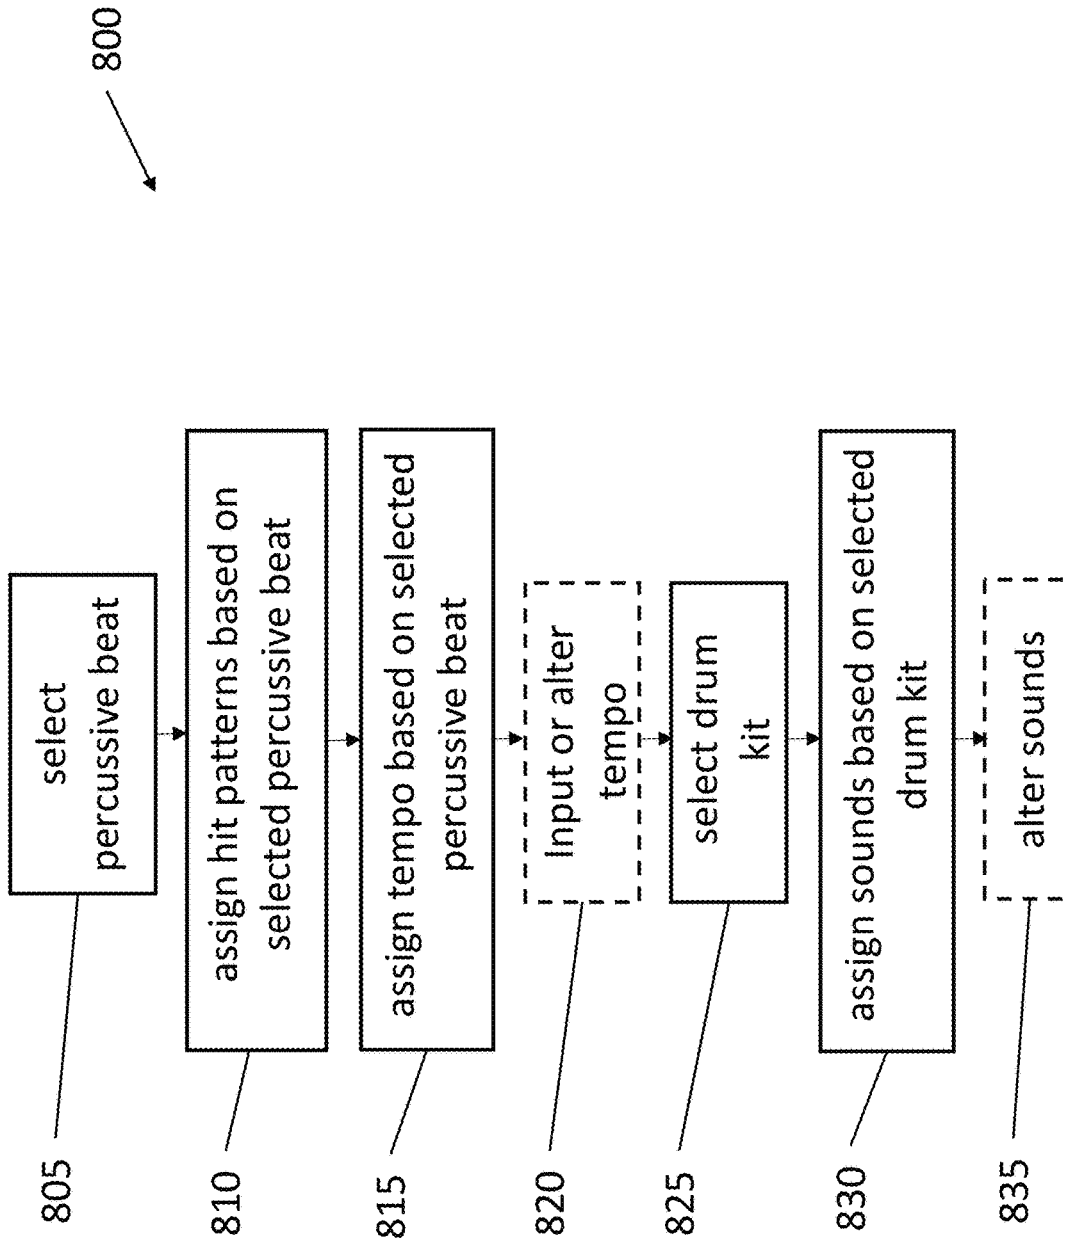 800
805
select
percussive beat
810
assign hit patterns based on
selected percussive beat
815
assign tempo based on selected
percussive beat
820
Input or alter
tempo
825
select drum
kit
830
assign sounds based on selected
drum kit
835
alter sounds